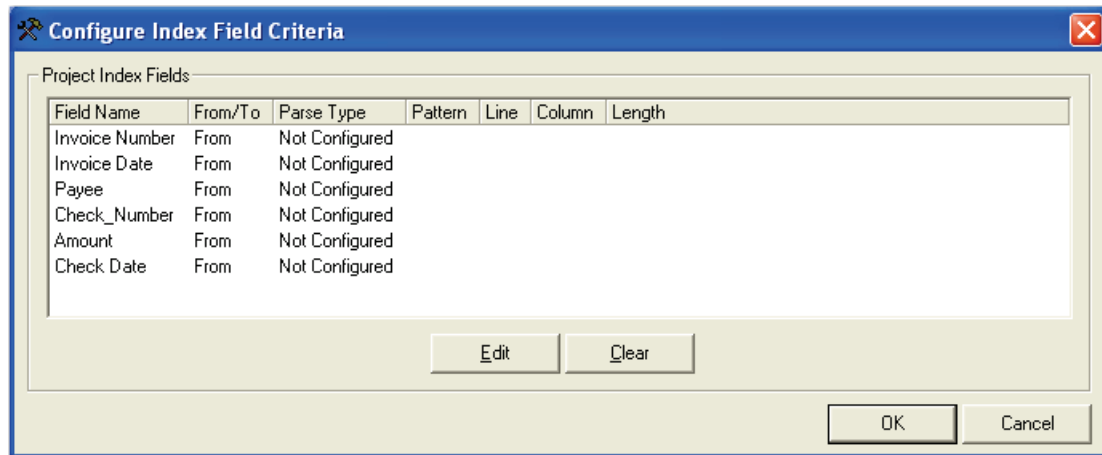 Configure Index Field Criteria
Project Index Fields
Field Name From/To Parse Type Pattern Line Column Length
Invoice Number From Not Configured
Invoice Date From Not Configured
Payee From Not Configured
Check_Number From Not Configured
Amount From Not Configured
Check Date From Not Configured
Edit Clear
OK Cancel